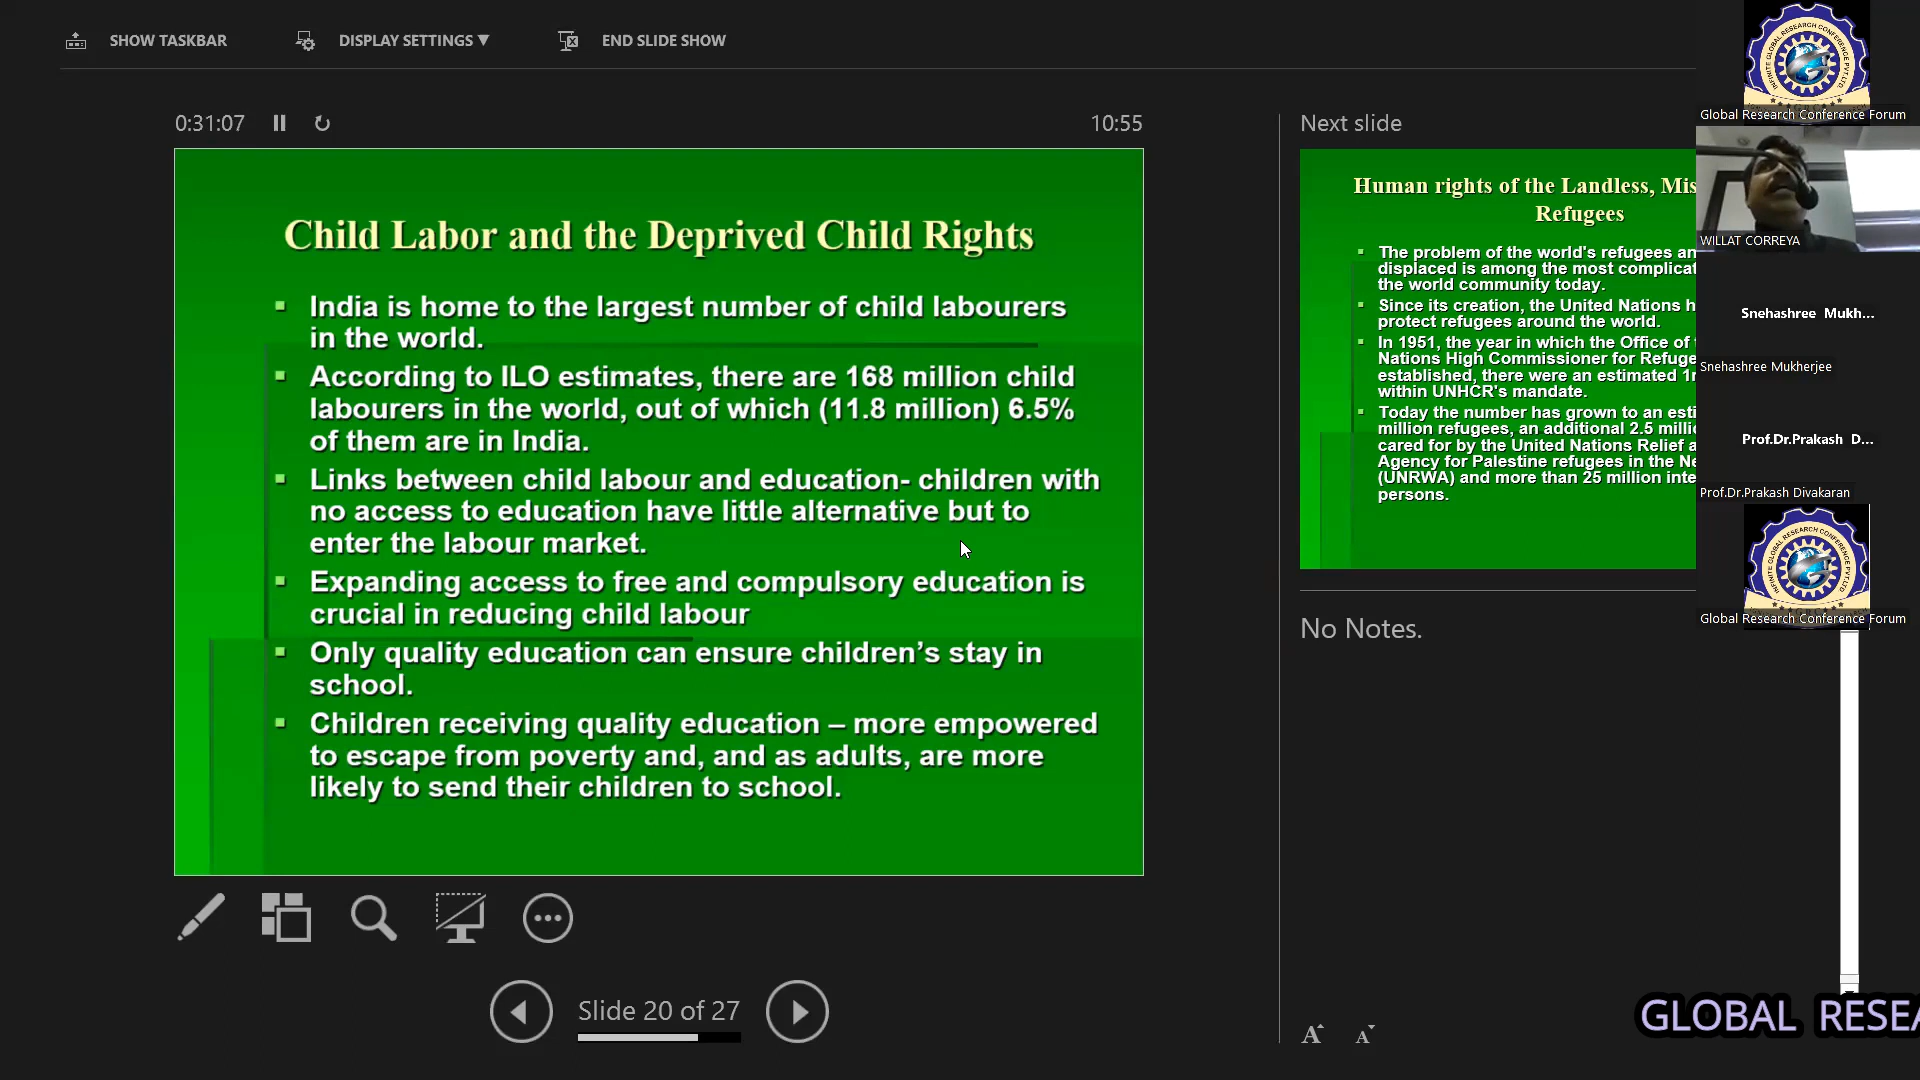 SHOW TASKBAR
DISPLAY SETTINGS ▼
END SLIDE SHOW
0:31:07
10:55
Child Labor and the Deprived Child Rights
▪ India is home to the largest number of child labourers
in the world.
▪ According to ILO estimates, there are 168 million child
labourers in the world, out of which (11.8 million) 6.5%
of them are in India.
▪ Links between child labour and education- children with
no access to education have little alternative but to
enter the labour market.
▪ Expanding access to free and compulsory education is
crucial in reducing child labour
▪ Only quality education can ensure children’s stay in
school.
▪ Children receiving quality education – more empowered
to escape from poverty and, and as adults, are more
likely to send their children to school.
Slide 20 of 27
Next slide
Human rights of the Landless, Mis
Refugees
▪ The problem of the world's refugees an
displaced is among the most complicat
the world community today.
▪ Since its creation, the United Nations h
protect refugees around the world.
▪ In 1951, the year in which the Office of
Nations High Commissioner for Refuge
established, there were an estimated 1
within UNHCR's mandate.
▪ Today the number has grown to an esti
million refugees, an additional 2.5 milli
cared for by the United Nations Relief a
Agency for Palestine refugees in the Ne
(UNRWA) and more than 25 million inte
persons.
No Notes.
A
A
INFINITE GLOBAL RESEARCH CONFERENCE PVT.LTD.
Global Research Conference Forum
WILLAT CORREYA
Snehashree Mukh...
Snehashree Mukherjee
Prof.Dr.Prakash D...
Prof.Dr.Prakash Divakaran
INFINITE GLOBAL RESEARCH CONFERENCE PVT.LTD.
Global Research Conference Forum
GLOBAL RESEA